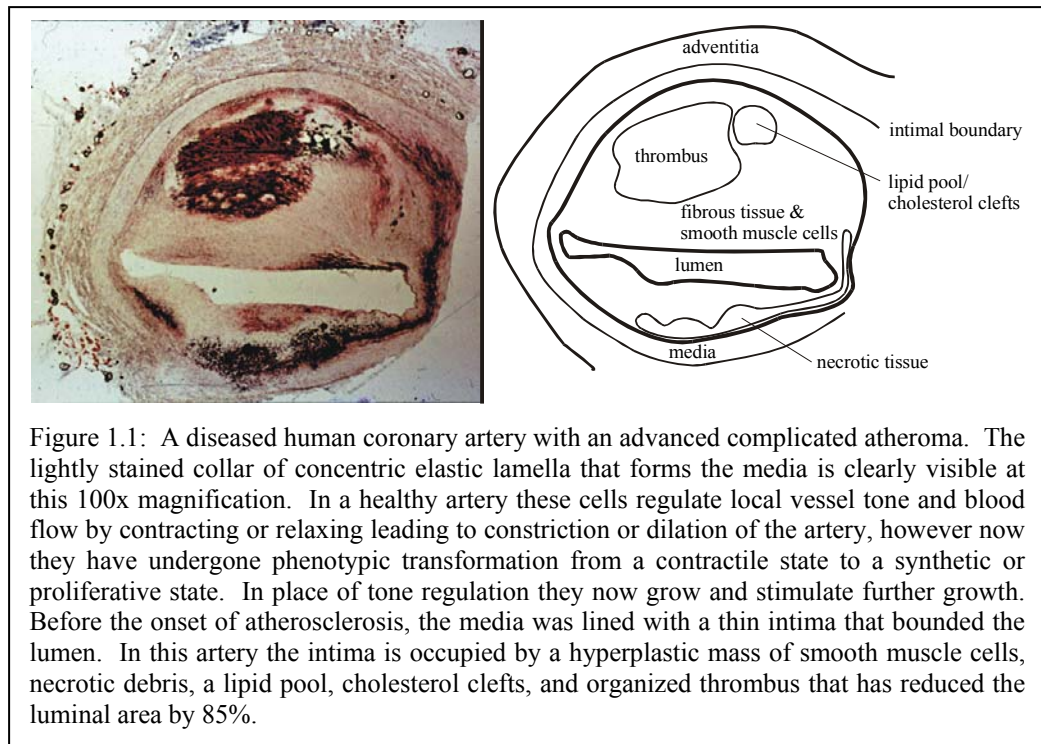 adventitia
intimal boundary
thrombus
lipid pool/
cholesterol clefts
fibrous tissue &
smooth muscle cells
lumen
media
necrotic tissue
Figure 1.1:  A diseased human coronary artery with an advanced complicated atheroma.  The
lightly stained collar of concentric elastic lamella that forms the media is clearly visible at
this 100x magnification.  In a healthy artery these cells regulate local vessel tone and blood
flow by contracting or relaxing leading to constriction or dilation of the artery, however now
they have undergone phenotypic transformation from a contractile state to a synthetic or
proliferative state.  In place of tone regulation they now grow and stimulate further growth.
Before the onset of atherosclerosis, the media was lined with a thin intima that bounded the
lumen.  In this artery the intima is occupied by a hyperplastic mass of smooth muscle cells,
necrotic debris, a lipid pool, cholesterol clefts, and organized thrombus that has reduced the
luminal area by 85%.